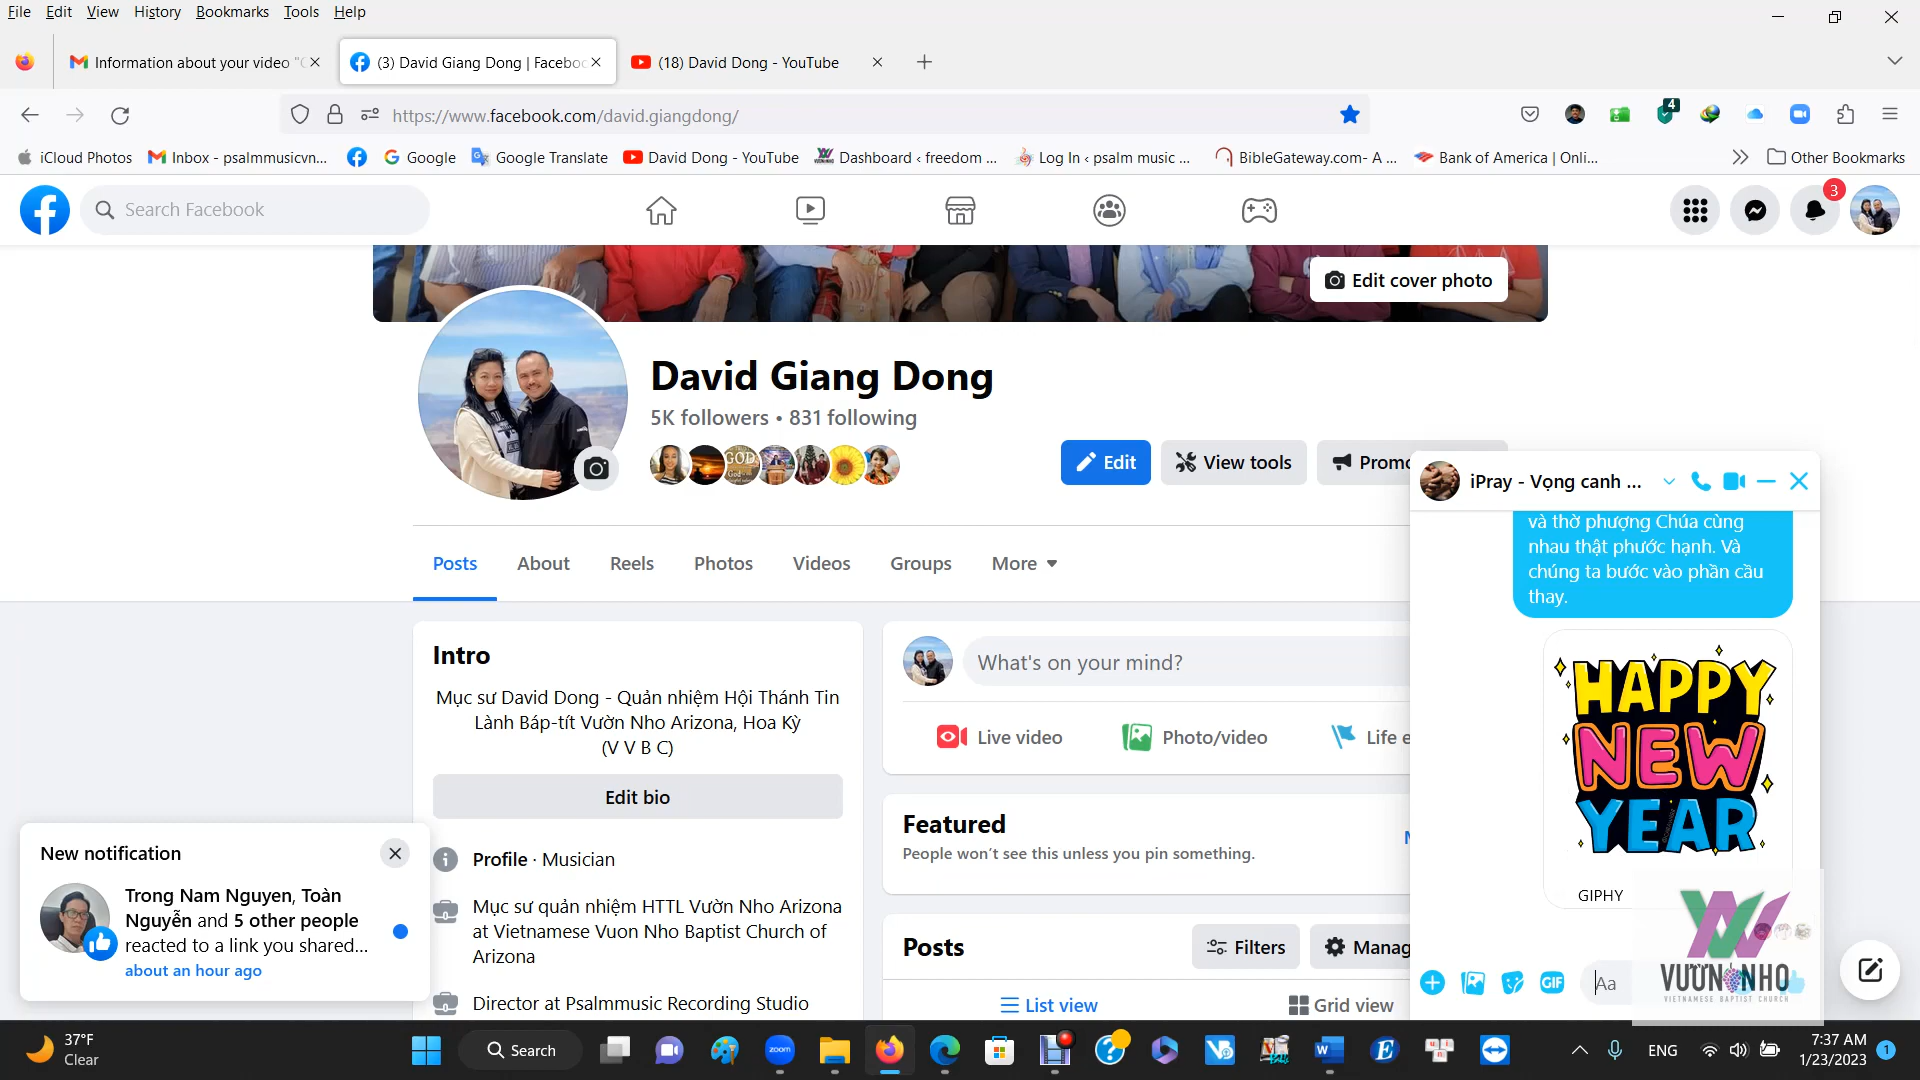 File Edit View History Bookmarks Tools Help
Information about your video "
(3) David Giang Dong | Faceboo
(18) David Dong - YouTube
https://www.facebook.com/david.giangdong/
4
iCloud Photos
Inbox - psalmmusicvn...
Google
Google Translate
David Dong - YouTube
Dashboard ‹ freedom ...
Log In ‹ psalm music ...
BibleGateway.com- A ...
Bank of America | Onli...
Other Bookmarks
Search Facebook
3
Edit cover photo
David Giang Dong
5K followers • 831 following
GOD
Edit
View tools
Promo
Posts
About
Reels
Photos
Videos
Groups
More
Intro
Mục sư David Dong - Quản nhiệm Hội Thánh Tin
Lành Báp-tít Vườn Nho Arizona, Hoa Kỳ
(V V B C)
Edit bio
Profile · Musician
Mục sư quản nhiệm HTTL Vườn Nho Arizona
at Vietnamese Vuon Nho Baptist Church of
Arizona
Director at Psalmmusic Recording Studio
What's on your mind?
Live video
Photo/video
Life e
Featured
People won't see this unless you pin something.
Posts
Filters
Manag
List view
Grid view
iPray - Vọng canh ...
và thờ phượng Chúa cùng
nhau thật phước hạnh. Và
chúng ta bước vào phần cầu
thay.
HAPPY
NEW
YEAR
GIPHY
GIF
Aa
VƯỜN NHO
VIETNAMESE BAPTIST CHURCH
New notification
Trong Nam Nguyen, Toàn
Nguyễn and 5 other people
reacted to a link you shared...
about an hour ago
37°F
Clear
Search
zoom
ENG
7:37 AM
1/23/2023
1